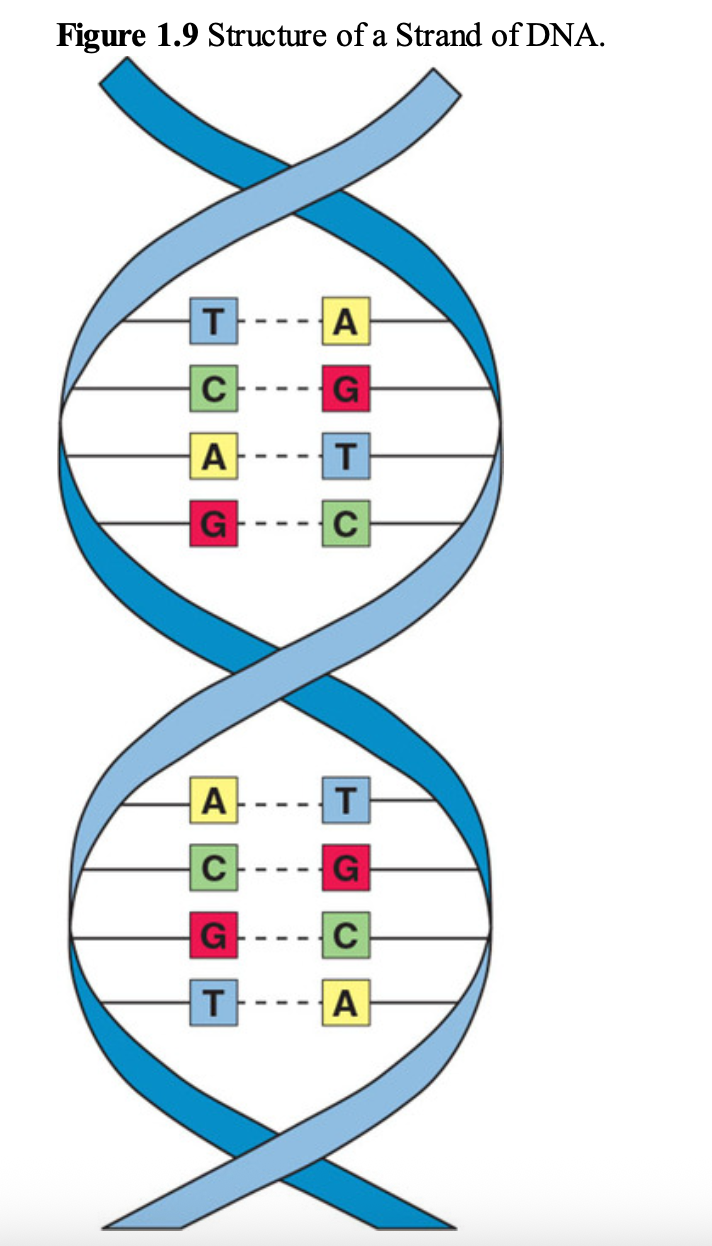 Figure 1.9 Structure of a Strand of DNA.
T A
C G
A T
G C
A T
C G
G C
T A